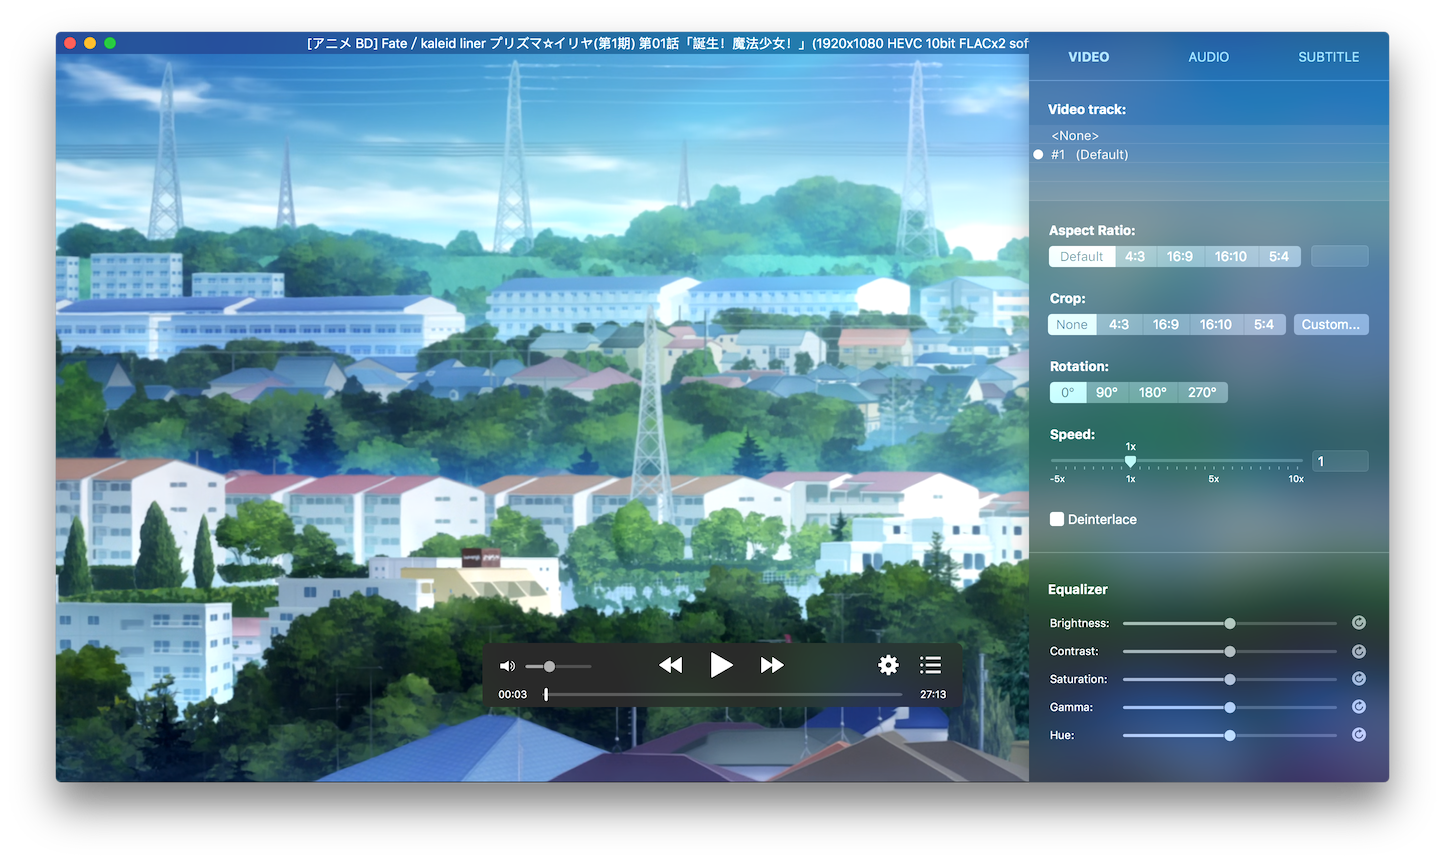 [アニメ BD] Fate / kaleid liner プリズマ☆イリヤ(第1期) 第01話「誕生！魔法少女！」(1920x1080 HEVC 10bit FLACx2 sof
VIDEO AUDIO SUBTITLE
Video track:
<None>
#1 (Default)
Aspect Ratio:
Default 4:3 16:9 16:10 5:4
Crop:
None 4:3 16:9 16:10 5:4 Custom...
Rotation:
0° 90° 180° 270°
Speed:
1x
1
-5x 1x 5x 10x
Deinterlace
Equalizer
Brightness:
Contrast:
Saturation:
Gamma:
Hue:
00:03 27:13